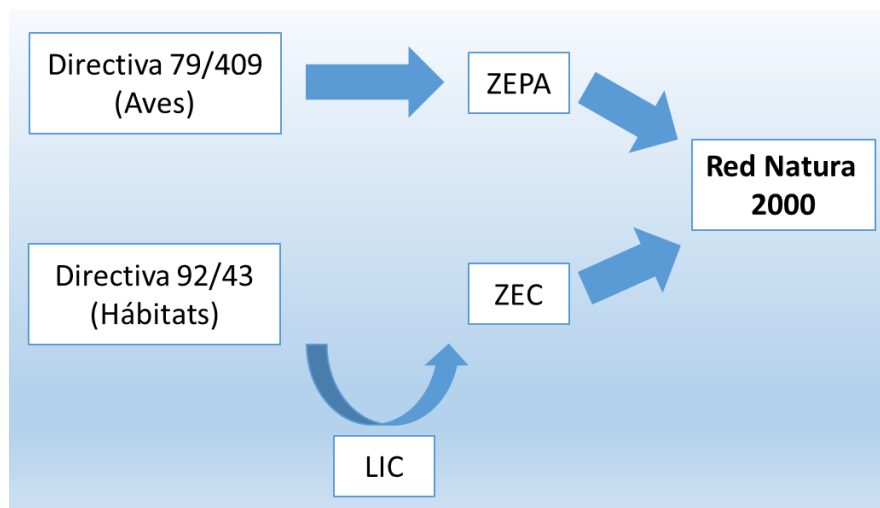 Directiva 79/409
(Aves)
ZEPA
Red Natura
2000
Directiva 92/43
(Hábitats)
ZEC
LIC